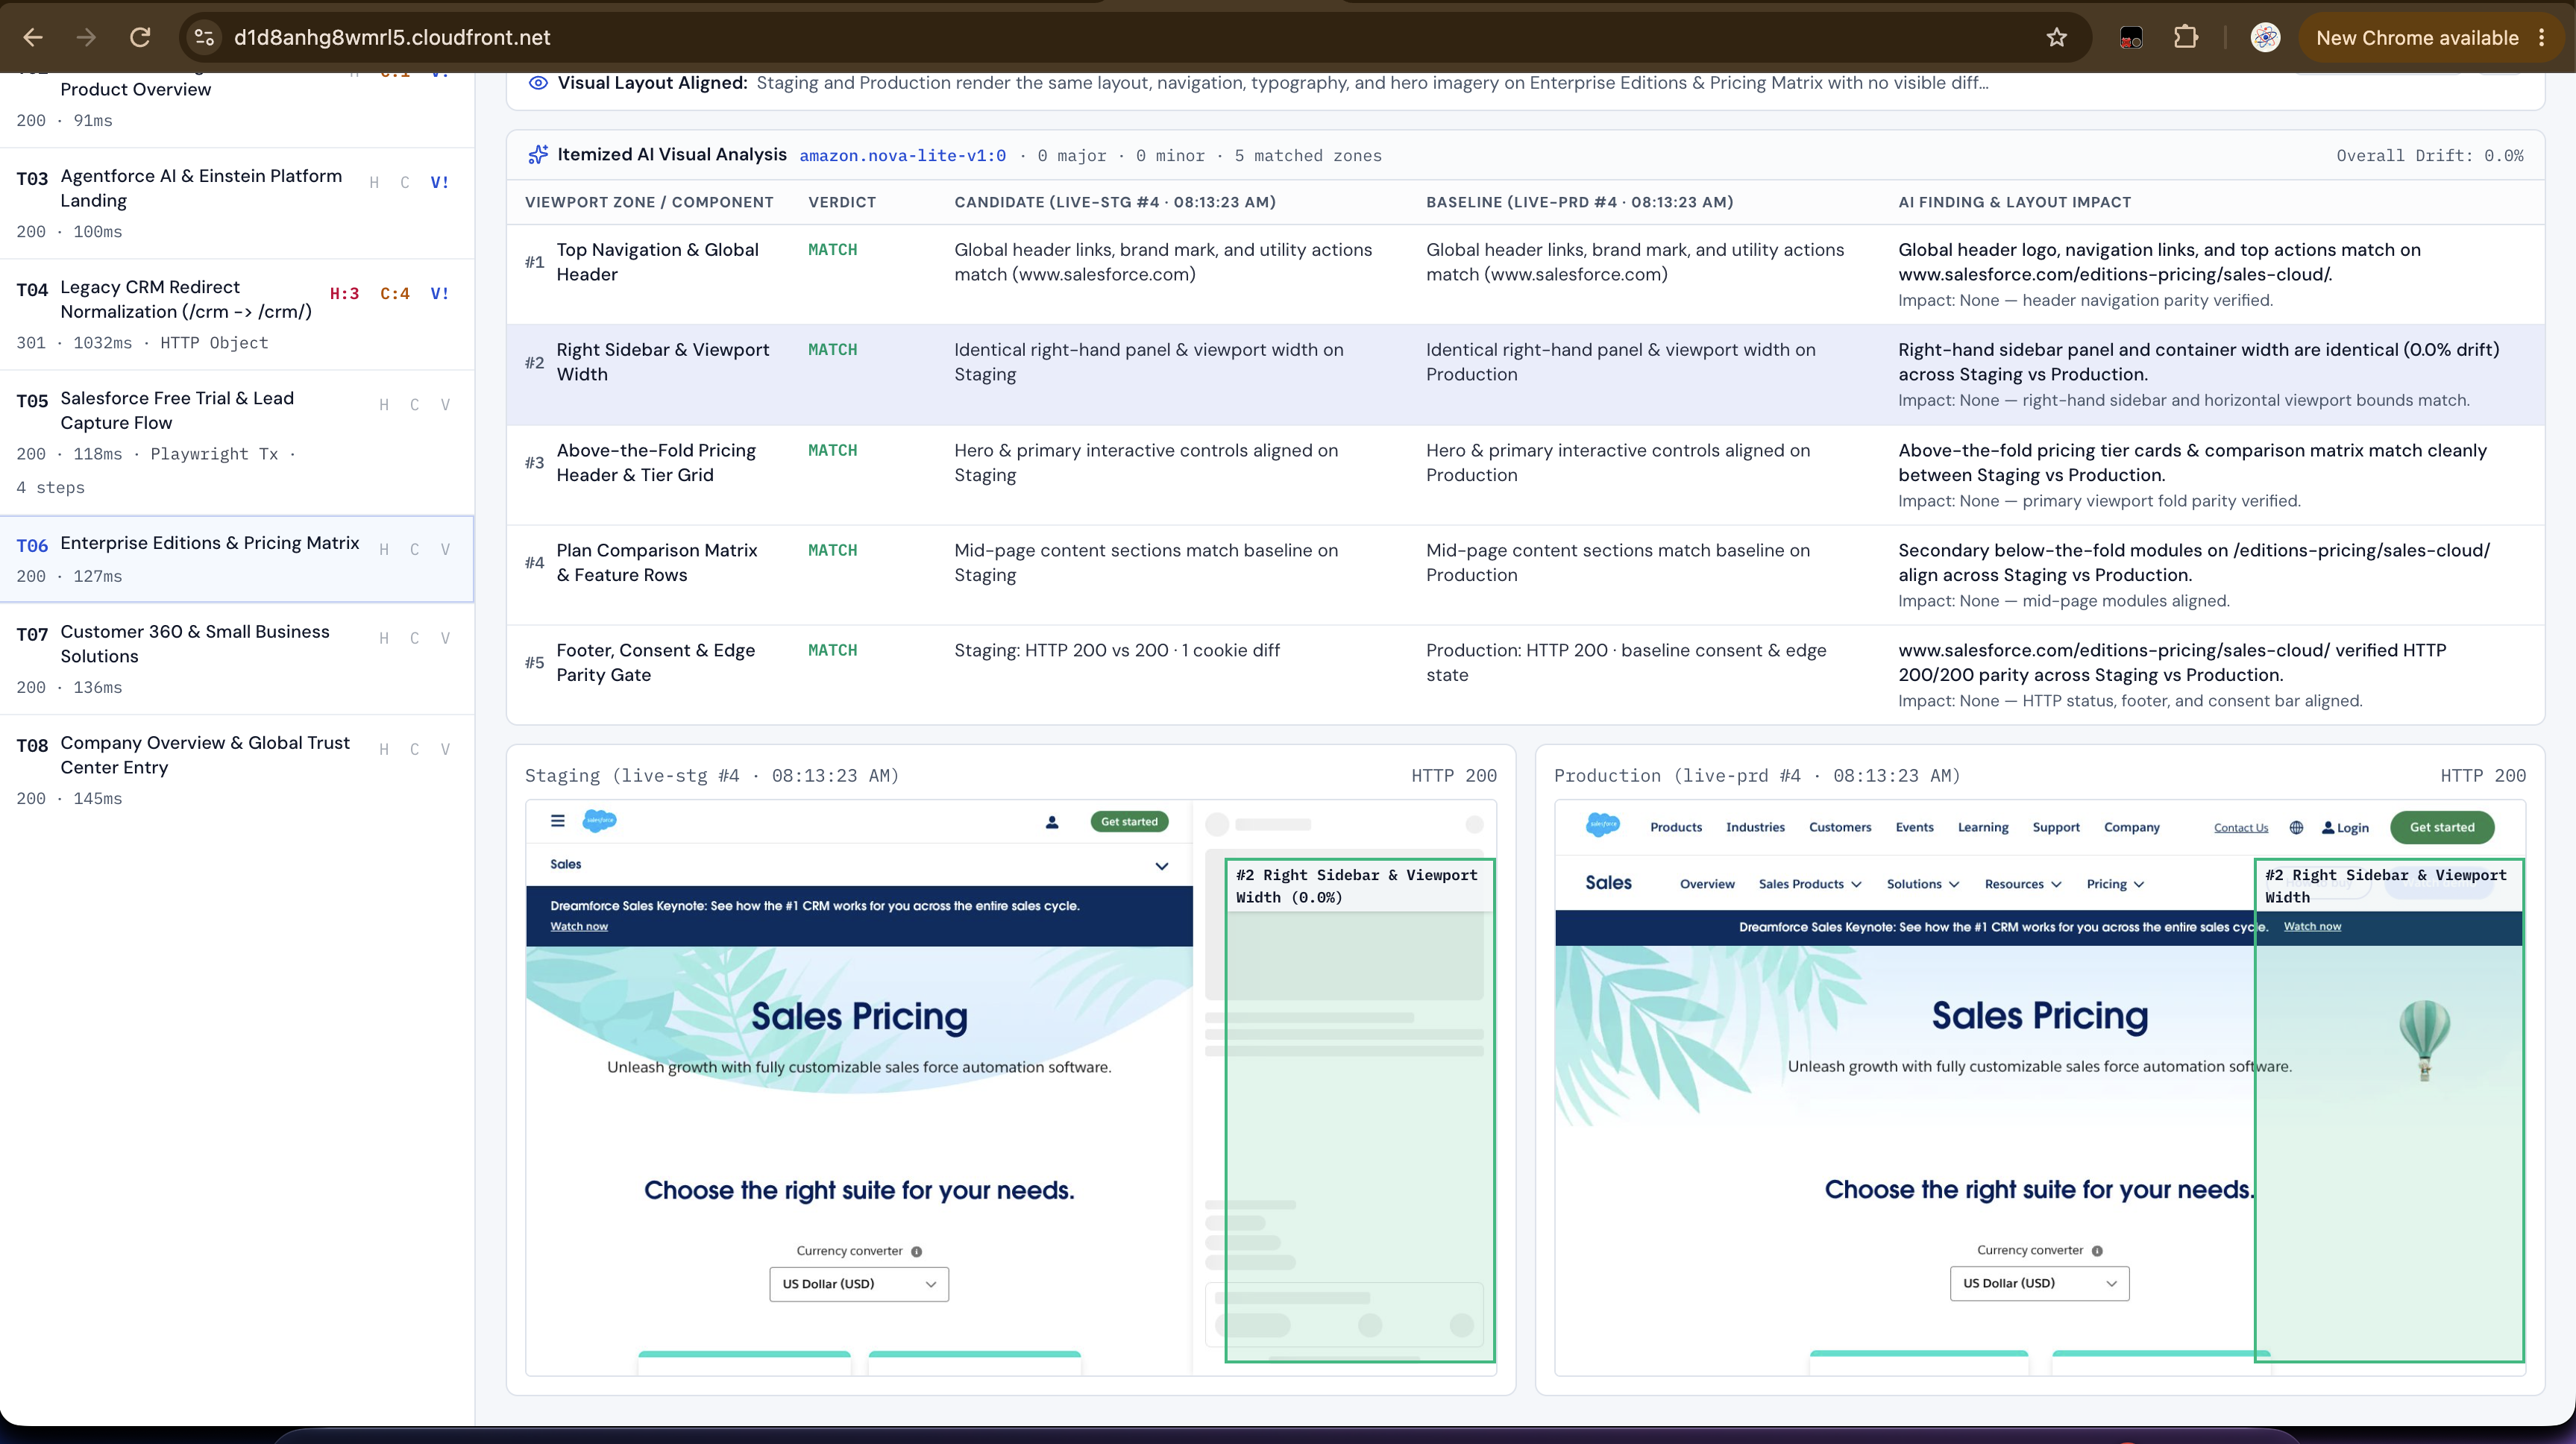 d1d8anhg8wmrl5.cloudfront.net
New Chrome available
Product Overview
200 · 91ms
T03 Agentforce AI & Einstein Platform Landing H C V!
200 · 100ms
T04 Legacy CRM Redirect Normalization (/crm -> /crm/) H:3 C:4 V!
301 · 1032ms · HTTP Object
T05 Salesforce Free Trial & Lead Capture Flow H C V
200 · 118ms · Playwright Tx ·
4 steps
T06 Enterprise Editions & Pricing Matrix H C V
200 · 127ms
T07 Customer 360 & Small Business Solutions H C V
200 · 136ms
T08 Company Overview & Global Trust Center Entry H C V
200 · 145ms
Visual Layout Aligned: Staging and Production render the same layout, navigation, typography, and hero imagery on Enterprise Editions & Pricing Matrix with no visible diff...
Itemized AI Visual Analysis amazon.nova-lite-v1:0 · 0 major · 0 minor · 5 matched zones Overall Drift: 0.0%
VIEWPORT ZONE / COMPONENT VERDICT CANDIDATE (LIVE-STG #4 · 08:13:23 AM) BASELINE (LIVE-PRD #4 · 08:13:23 AM) AI FINDING & LAYOUT IMPACT
#1 Top Navigation & Global Header
MATCH
Global header links, brand mark, and utility actions match (www.salesforce.com)
Global header links, brand mark, and utility actions match (www.salesforce.com)
Global header logo, navigation links, and top actions match on www.salesforce.com/editions-pricing/sales-cloud/.
Impact: None — header navigation parity verified.
#2 Right Sidebar & Viewport Width
MATCH
Identical right-hand panel & viewport width on Staging
Identical right-hand panel & viewport width on Production
Right-hand sidebar panel and container width are identical (0.0% drift) across Staging vs Production.
Impact: None — right-hand sidebar and horizontal viewport bounds match.
#3 Above-the-Fold Pricing Header & Tier Grid
MATCH
Hero & primary interactive controls aligned on Staging
Hero & primary interactive controls aligned on Production
Above-the-fold pricing tier cards & comparison matrix match cleanly between Staging vs Production.
Impact: None — primary viewport fold parity verified.
#4 Plan Comparison Matrix & Feature Rows
MATCH
Mid-page content sections match baseline on Staging
Mid-page content sections match baseline on Production
Secondary below-the-fold modules on /editions-pricing/sales-cloud/ align across Staging vs Production.
Impact: None — mid-page modules aligned.
#5 Footer, Consent & Edge Parity Gate
MATCH
Staging: HTTP 200 vs 200 · 1 cookie diff
Production: HTTP 200 · baseline consent & edge state
www.salesforce.com/editions-pricing/sales-cloud/ verified HTTP 200/200 parity across Staging vs Production.
Impact: None — HTTP status, footer, and consent bar aligned.
Staging (live-stg #4 · 08:13:23 AM) HTTP 200
salesforce
Get started
Sales
Dreamforce Sales Keynote: See how the #1 CRM works for you across the entire sales cycle.
Watch now
#2 Right Sidebar & Viewport
Width (0.0%)
Sales Pricing
Unleash growth with fully customizable sales force automation software.
Choose the right suite for your needs.
Currency converter
US Dollar (USD)
Production (live-prd #4 · 08:13:23 AM) HTTP 200
salesforce
Products Industries Customers Events Learning Support Company Contact Us Login Get started
Sales Overview Sales Products Solutions Resources Pricing
#2 Right Sidebar & Viewport
Width
Dreamforce Sales Keynote: See how the #1 CRM works for you across the entire sales cycle. Watch now
Sales Pricing
Unleash growth with fully customizable sales force automation software.
Choose the right suite for your needs.
Currency converter
US Dollar (USD)